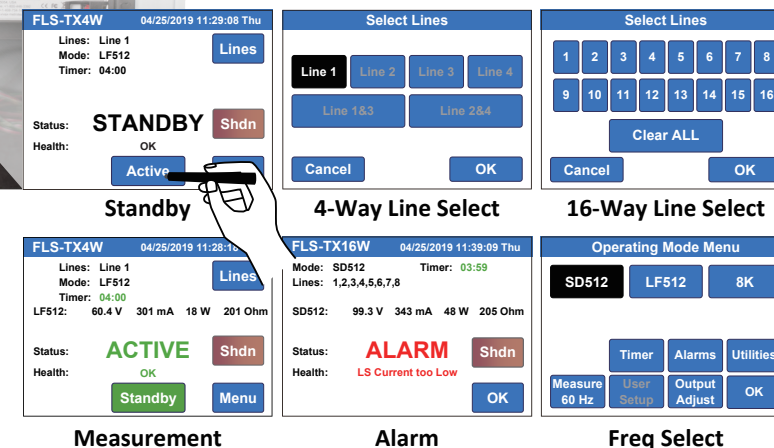 FLS-TX4W 04/25/2019 11:29:08 Thu
Lines: Line 1
Mode: LF512
Timer: 04:00
Lines
Status: STANDBY
Shdn
Health: OK
Active
Standby
Select Lines
Line 1 Line 2 Line 3 Line 4
Line 1&3 Line 2&4
Cancel OK
4-Way Line Select
Select Lines
1 2 3 4 5 6 7 8
9 10 11 12 13 14 15 16
Clear ALL
Cancel OK
16-Way Line Select
FLS-TX4W 04/25/2019 11:28:
Lines: Line 1
Mode: LF512
Timer: 04:00
Lines
LF512: 60.4 V 301 mA 18 W 201 Ohm
Status: ACTIVE
Shdn
Health: OK
Standby Menu
Measurement
FLS-TX16W 04/25/2019 11:39:09 Thu
Mode: SD512 Timer: 03:59
Lines: 1,2,3,4,5,6,7,8
SD512: 99.3 V 343 mA 48 W 205 Ohm
Status: ALARM
Shdn
Health: LS Current too Low
OK
Alarm
Operating Mode Menu
SD512 LF512 8K
Timer Alarms Utilities
Measure 60 Hz User Setup Output Adjust OK
Freq Select